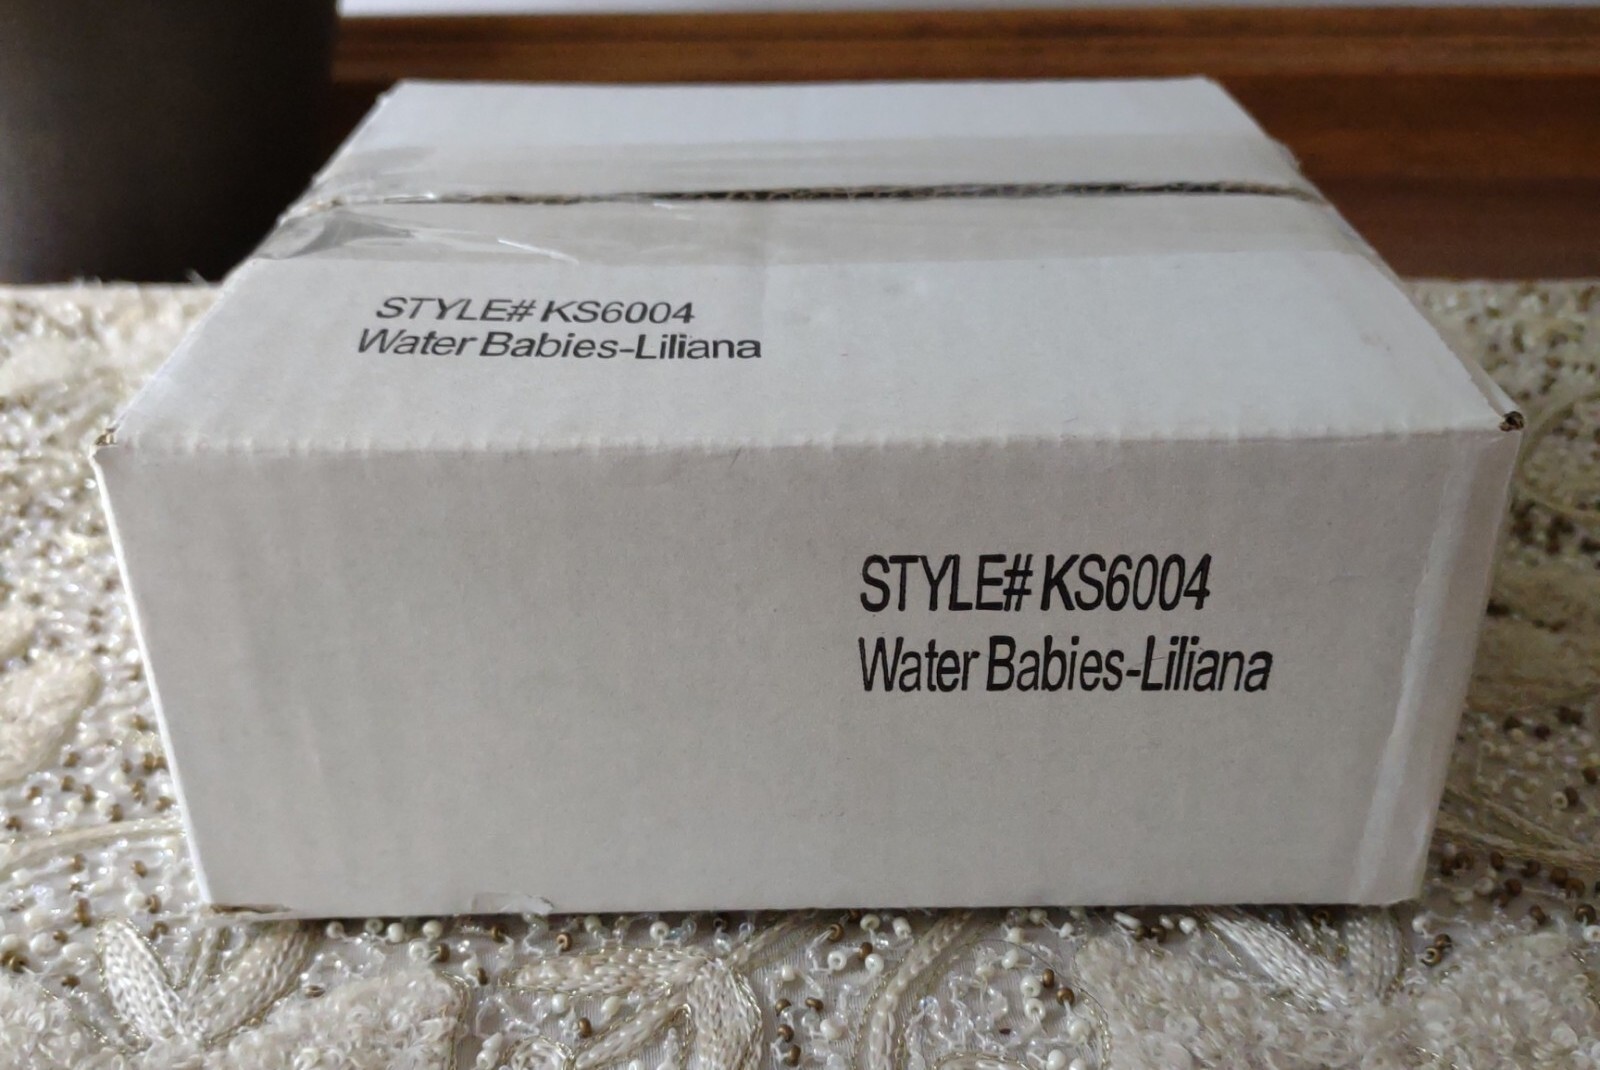 STYLE# KS6004
Water Babies-Liliana
STYLE# KS6004
Water Babies-Liliana